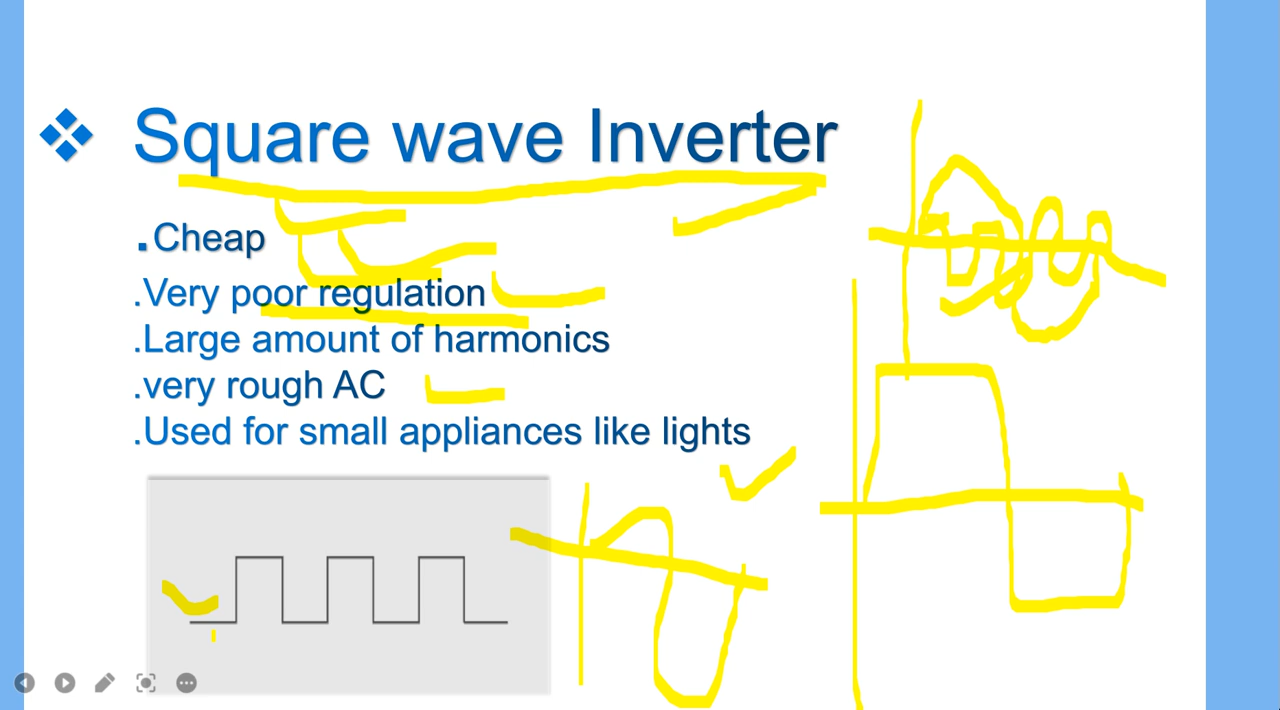 Square wave Inverter
.Cheap
.Very poor regulation
.Large amount of harmonics
.very rough AC
.Used for small appliances like lights